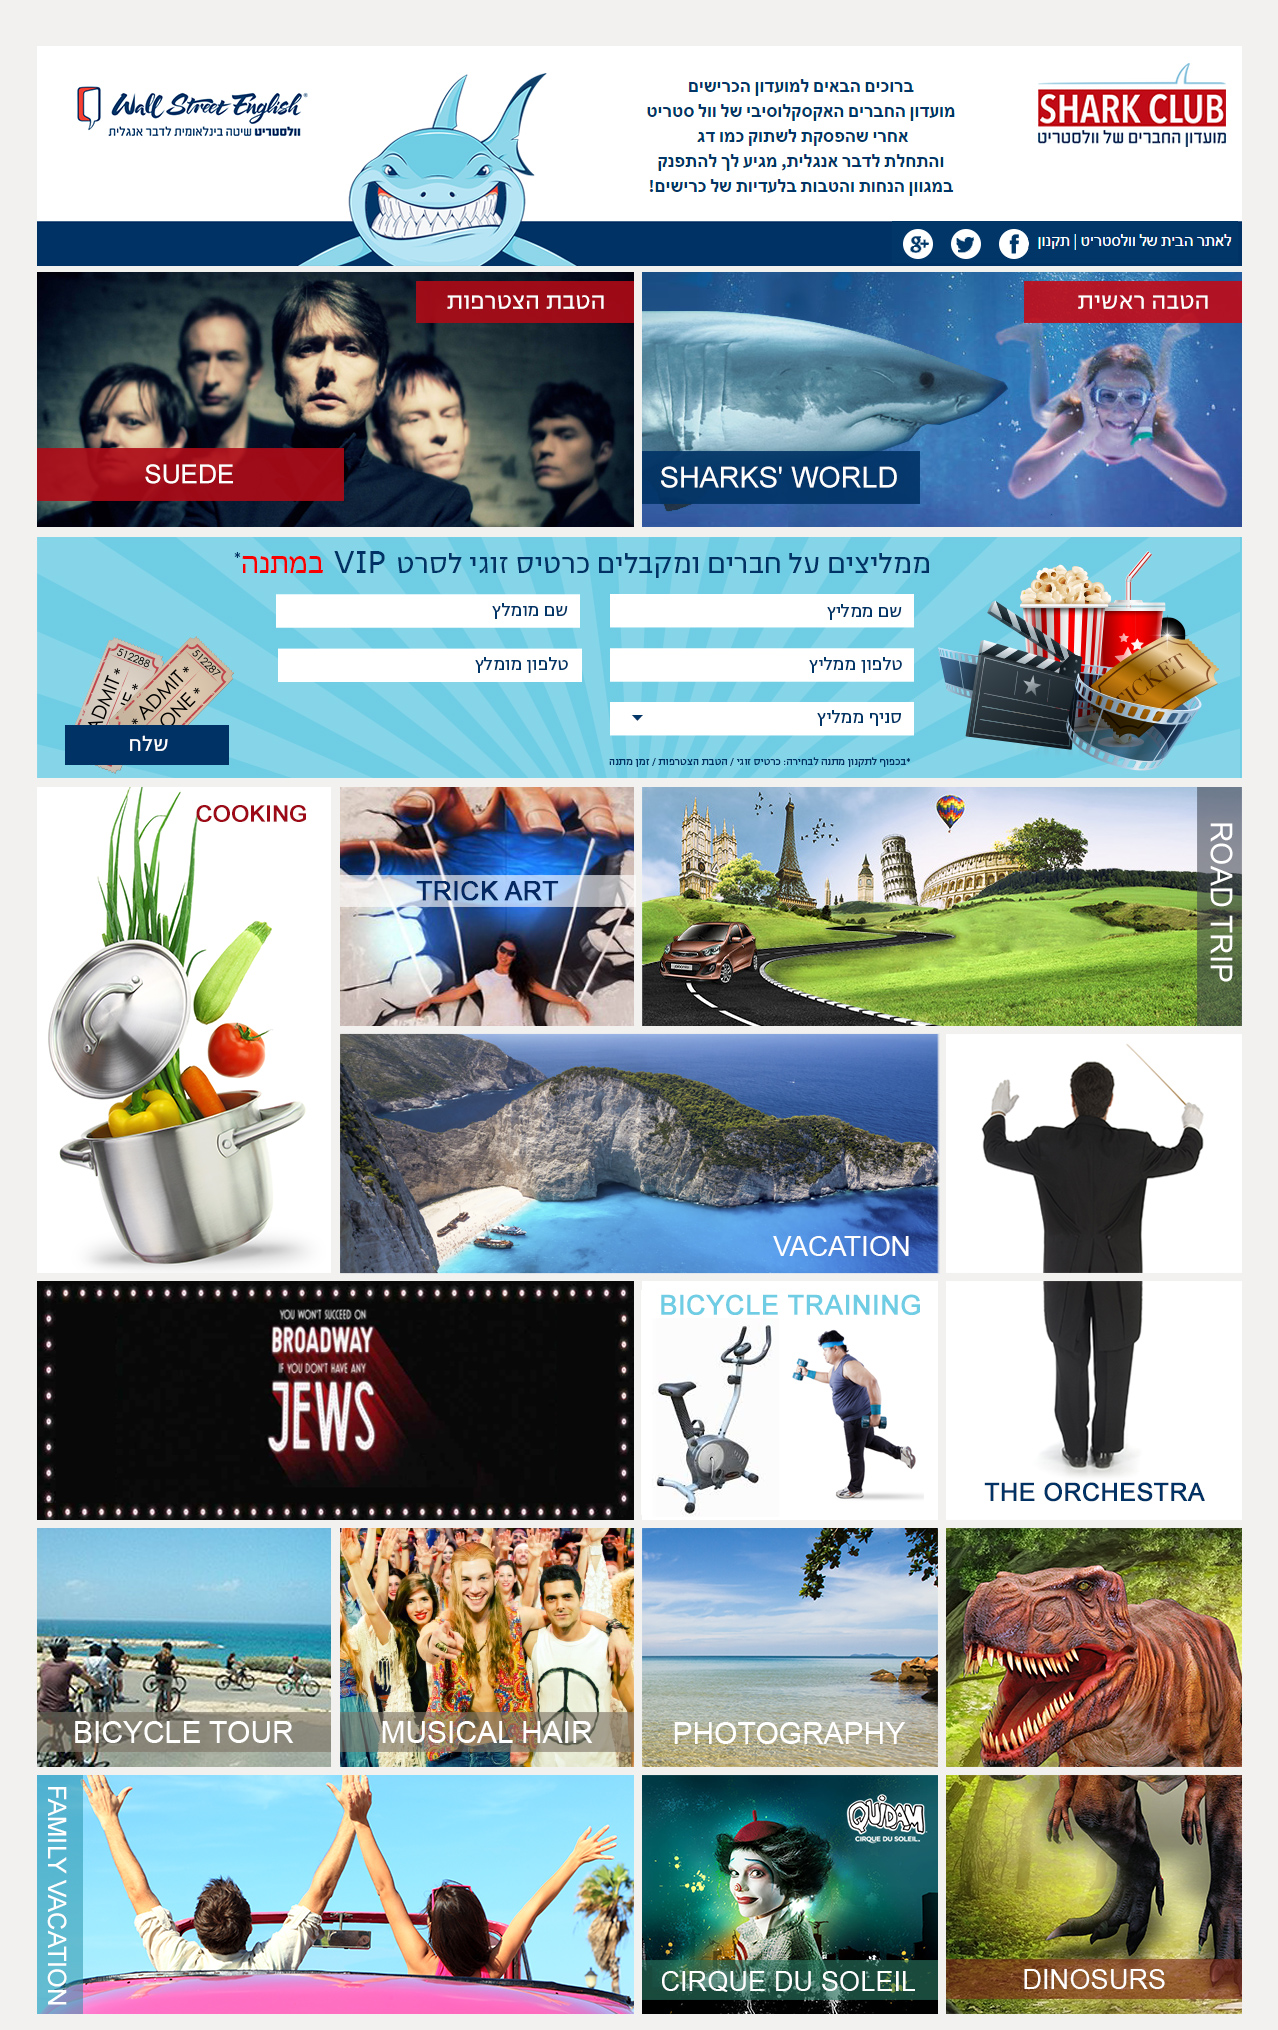 SHARK CLUB
מועדון החברים של וולסטריט
ברוכים הבאים למועדון הכרישים
מועדון החברים האקסקלוסיבי של וול סטריט
אחרי שהפסקת לשתוק כמו דג
והתחלת לדבר אנגלית, מגיע לך להתפנק
במגוון הנחות והטבות בלעדיות של כרישים!
Wall Street English®
וולסטריט שיטה בינלאומית לדבר אנגלית
לאתר הבית של וולסטריט | תקנון
הטבה ראשית
SHARKS' WORLD
הטבת הצטרפות
SUEDE
ממליצים על חברים ומקבלים כרטיס זוגי לסרט VIP במתנה*
שם ממליץ
שם מומלץ
טלפון ממליץ
טלפון מומלץ
סניף ממליץ
*בכפוף לתקנון מתנה לבחירה: כרטיס זוגי / הטבת הצטרפות / זמן מתנה
TICKET
512288
512287
*ADMIT*
ONE*
שלח
COOKING
TRICK ART
ROAD TRIP
VACATION
YOU WON'T SUCCEED ON
BROADWAY
IF YOU DON'T HAVE ANY
JEWS
BICYCLE TRAINING
THE ORCHESTRA
BICYCLE TOUR
MUSICAL HAIR
PHOTOGRAPHY
FAMILY VACATION
QUIDAM
CIRQUE DU SOLEIL
CIRQUE DU SOLEIL
DINOSURS